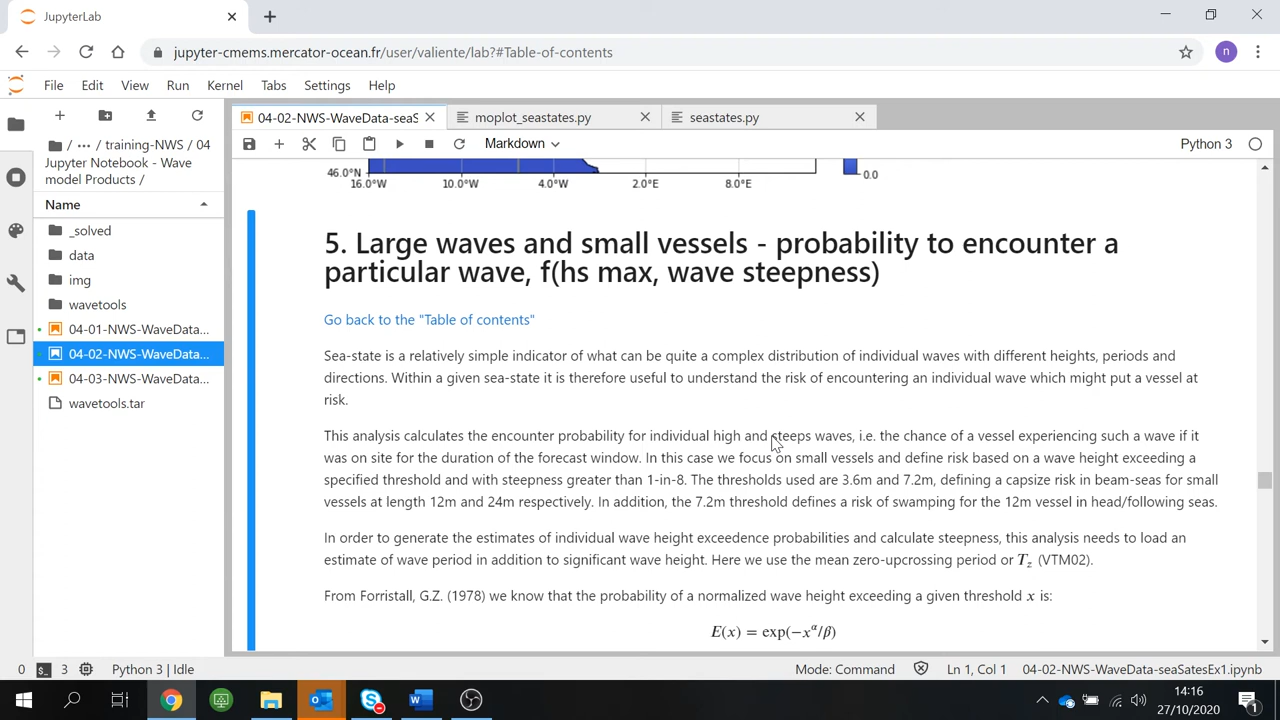 JupyterLab
jupyter-cmems.mercator-ocean.fr/user/valiente/lab?#Table-of-contents
n
File Edit View Run Kernel Tabs Settings Help
04-02-NWS-WaveData-seaS
moplot_seastates.py
seastates.py
/ ··· / training-NWS / 04
Jupyter Notebook - Wave
model Products /
Name
_solved
data
img
wavetools
04-01-NWS-WaveData...
04-02-NWS-WaveData...
04-03-NWS-WaveData...
wavetools.tar
Markdown
Python 3
46.0°N
16.0°W 10.0°W 4.0°W 2.0°E 8.0°E
0.0
5. Large waves and small vessels - probability to encounter a
particular wave, f(hs max, wave steepness)
Go back to the "Table of contents"
Sea-state is a relatively simple indicator of what can be quite a complex distribution of individual waves with different heights, periods and
directions. Within a given sea-state it is therefore useful to understand the risk of encountering an individual wave which might put a vessel at
risk.
This analysis calculates the encounter probability for individual high and steeps waves, i.e. the chance of a vessel experiencing such a wave if it
was on site for the duration of the forecast window. In this case we focus on small vessels and define risk based on a wave height exceeding a
specified threshold and with steepness greater than 1-in-8. The thresholds used are 3.6m and 7.2m, defining a capsize risk in beam-seas for small
vessels at length 12m and 24m respectively. In addition, the 7.2m threshold defines a risk of swamping for the 12m vessel in head/following seas.
In order to generate the estimates of individual wave height exceedence probabilities and calculate steepness, this analysis needs to load an
estimate of wave period in addition to significant wave height. Here we use the mean zero-upcrossing period or T_z (VTM02).
From Forristall, G.Z. (1978) we know that the probability of a normalized wave height exceeding a given threshold x is:
E(x) = exp(−x^α/β)
0 3 Python 3 | Idle
Mode: Command
Ln 1, Col 1
04-02-NWS-WaveData-seaSatesEx1.ipynb
14:16
27/10/2020
1